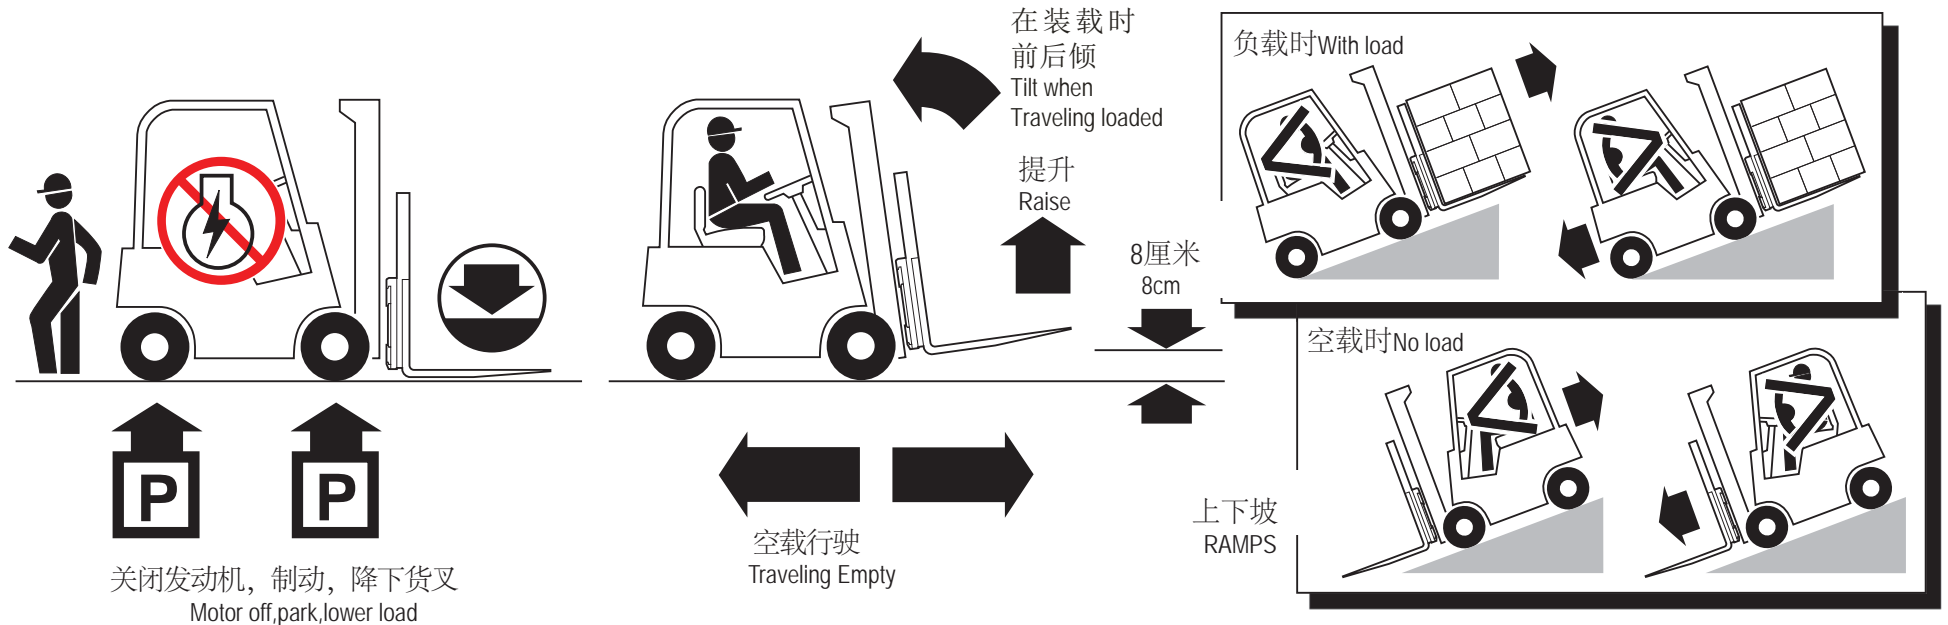 P
P
关闭发动机，制动，降下货叉
Motor off,park,lower load
在装载时
前后倾
Tilt when
Traveling loaded
提升
Raise
8厘米
8cm
空载行驶
Traveling Empty
负载时With load
空载时No load
上下坡
RAMPS